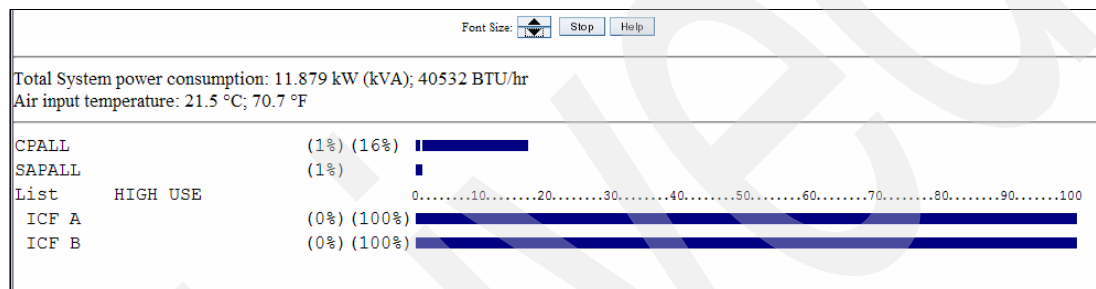 Font Size: Stop Help
Total System power consumption: 11.879 kW (kVA); 40532 BTU/hr
Air input temperature: 21.5 °C; 70.7 °F
CPALL (1%)(16%)
SAPALL (1%)
List HIGH USE 0........10........20........30........40........50........60........70........80........90.......100
ICF A (0%)(100%)
ICF B (0%)(100%)